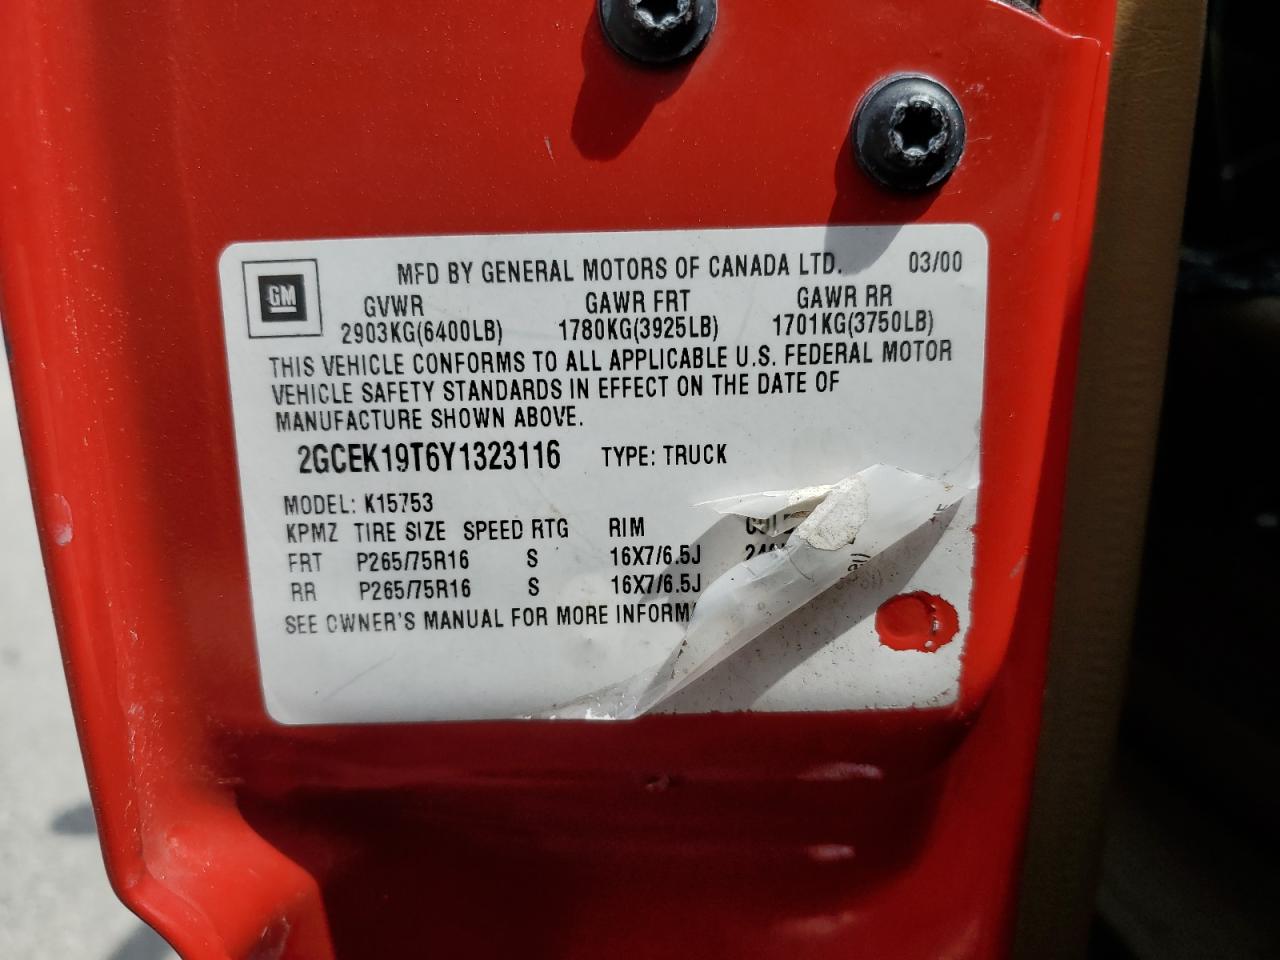 MFD BY GENERAL MOTORS OF CANADA LTD. 03/00
GM
GVWR GAWR FRT GAWR RR
2903KG(6400LB) 1780KG(3925LB) 1701KG(3750LB)
THIS VEHICLE CONFORMS TO ALL APPLICABLE U.S. FEDERAL MOTOR
VEHICLE SAFETY STANDARDS IN EFFECT ON THE DATE OF
MANUFACTURE SHOWN ABOVE.
2GCEK19T6Y1323116 TYPE: TRUCK
MODEL: K15753
KPMZ TIRE SIZE SPEED RTG RIM
FRT P265/75R16 S 16X7/6.5J
RR P265/75R16 S 16X7/6.5J
SEE OWNER'S MANUAL FOR MORE INFORM